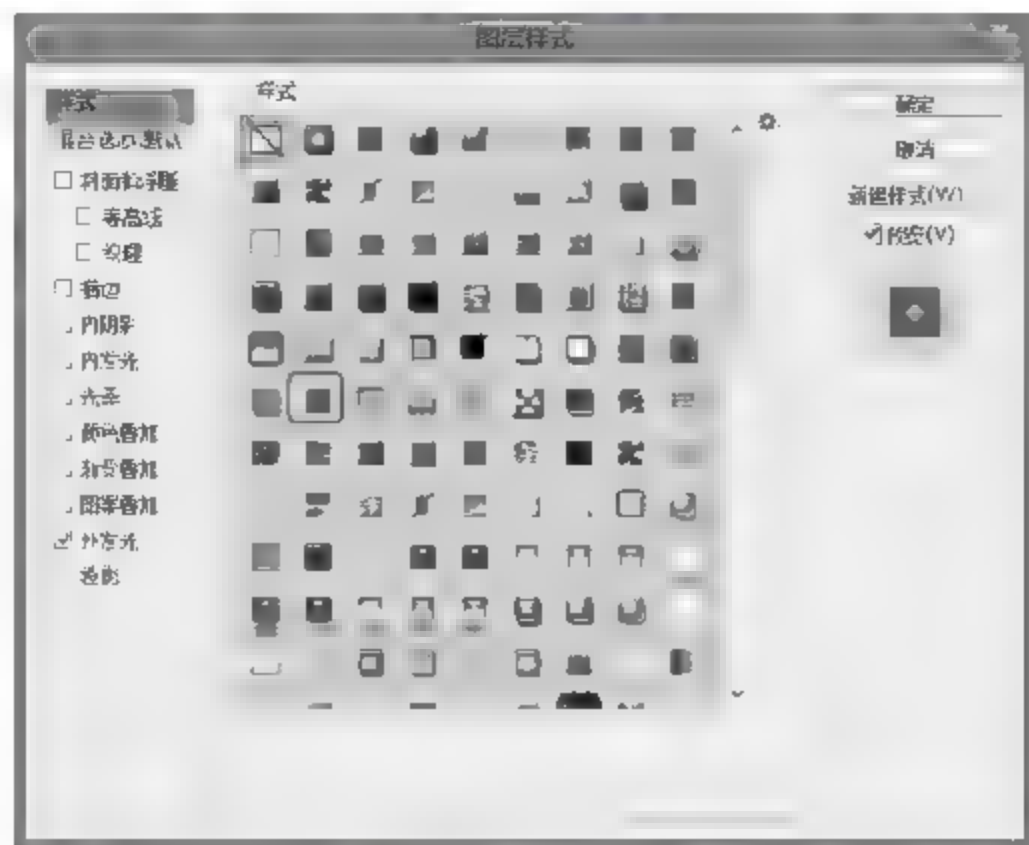 图层样式
样式
样式
混合选项:默认
斜面和浮雕
等高线
纹理
描边
内阴影
内发光
光泽
颜色叠加
渐变叠加
图案叠加
外发光
投影
确定
取消
新建样式(W)
预览(V)